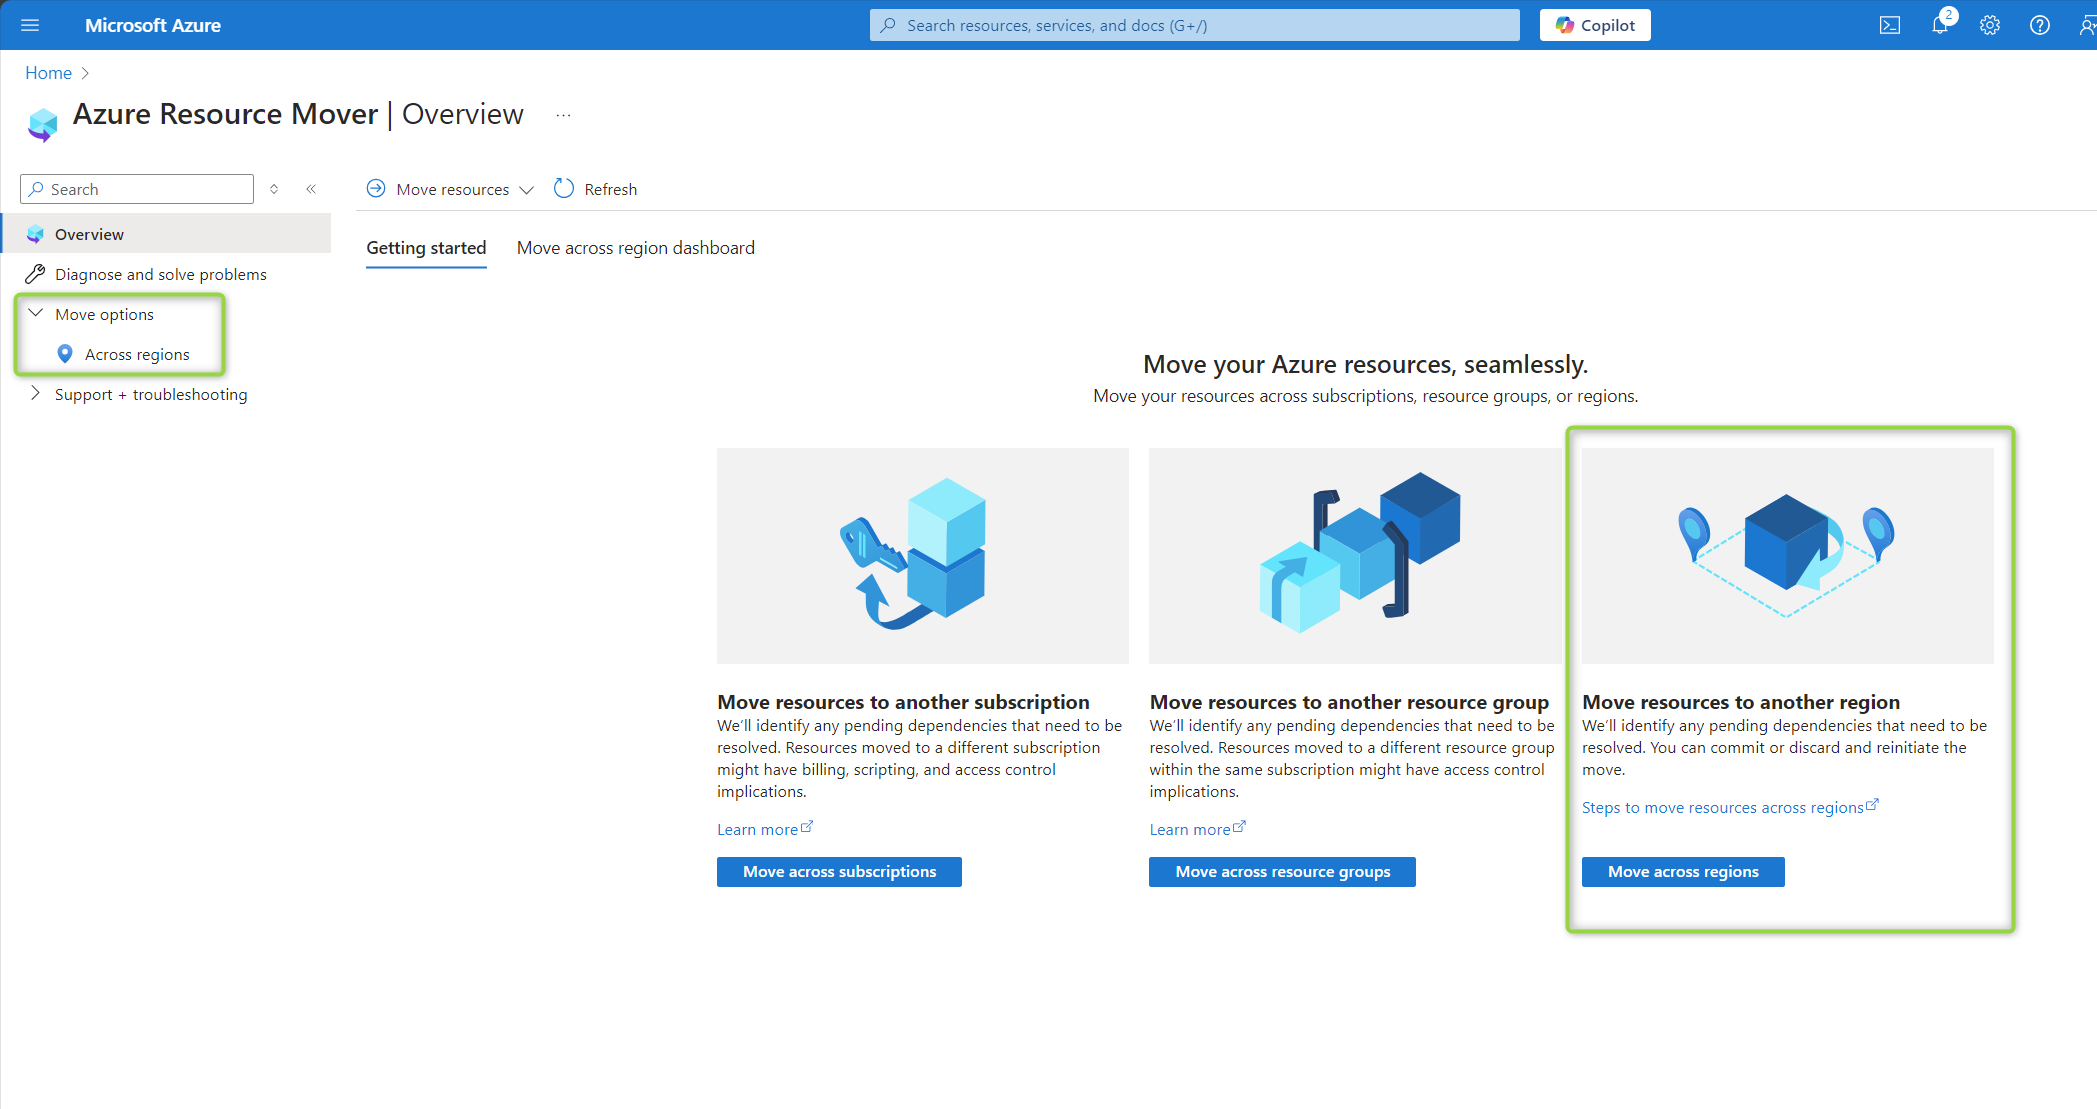 Microsoft Azure
Search resources, services, and docs (G+/)
Copilot
2
Home
Azure Resource Mover | Overview
...
Search
Move resources
Refresh
Overview
Diagnose and solve problems
Move options
Across regions
Support + troubleshooting
Getting started
Move across region dashboard
Move your Azure resources, seamlessly.
Move your resources across subscriptions, resource groups, or regions.
Move resources to another subscription
We'll identify any pending dependencies that need to be
resolved. Resources moved to a different subscription
might have billing, scripting, and access control
implications.
Learn more
Move across subscriptions
Move resources to another resource group
We'll identify any pending dependencies that need to be
resolved. Resources moved to a different resource group
within the same subscription might have access control
implications.
Learn more
Move across resource groups
Move resources to another region
We'll identify any pending dependencies that need to be
resolved. You can commit or discard and reinitiate the
move.
Steps to move resources across regions
Move across regions